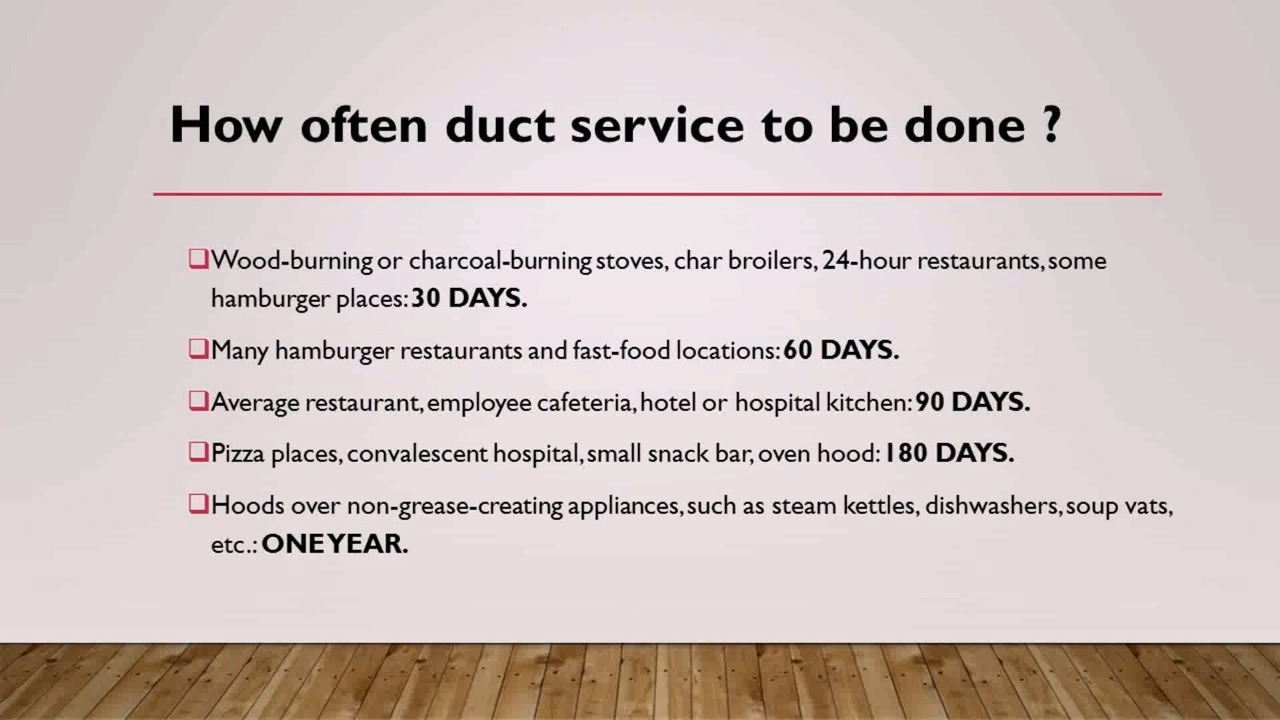 How often duct service to be done ?
Wood-burning or charcoal-burning stoves, char broilers, 24-hour restaurants, some
hamburger places: 30 DAYS.
Many hamburger restaurants and fast-food locations: 60 DAYS.
Average restaurant, employee cafeteria, hotel or hospital kitchen: 90 DAYS.
Pizza places, convalescent hospital, small snack bar, oven hood: 180 DAYS.
Hoods over non-grease-creating appliances, such as steam kettles, dishwashers, soup vats,
etc.: ONE YEAR.